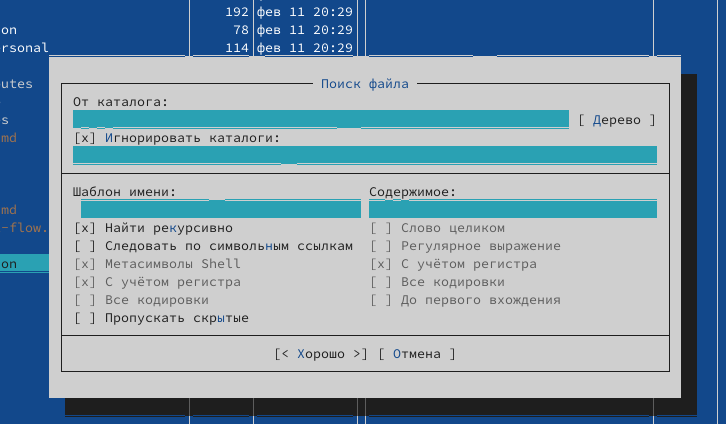 192 фев 11 20:29
on 78 фев 11 20:29
ersonal 114 фев 11 20:29
Поиск файла
utes От каталога:
[ Дерево ]
s [x] Игнорировать каталоги:
md
Шаблон имени: Содержимое:
md
-flow. [x] Найти рекурсивно [ ] Слово целиком
[ ] Следовать по символьным ссылкам [ ] Регулярное выражение
on [x] Метасимволы Shell [x] С учётом регистра
[x] С учётом регистра [ ] Все кодировки
[ ] Все кодировки [ ] До первого вхождения
[ ] Пропускать скрытые
[< Хорошо >] [ Отмена ]